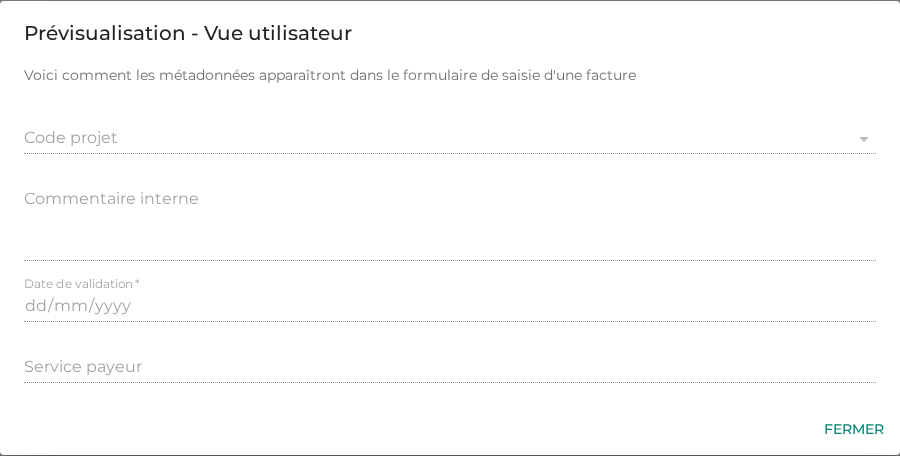 Prévisualisation - Vue utilisateur
Voici comment les métadonnées apparaîtront dans le formulaire de saisie d'une facture
Code projet
Commentaire interne
Date de validation *
dd/mm/yyyy
Service payeur
FERMER